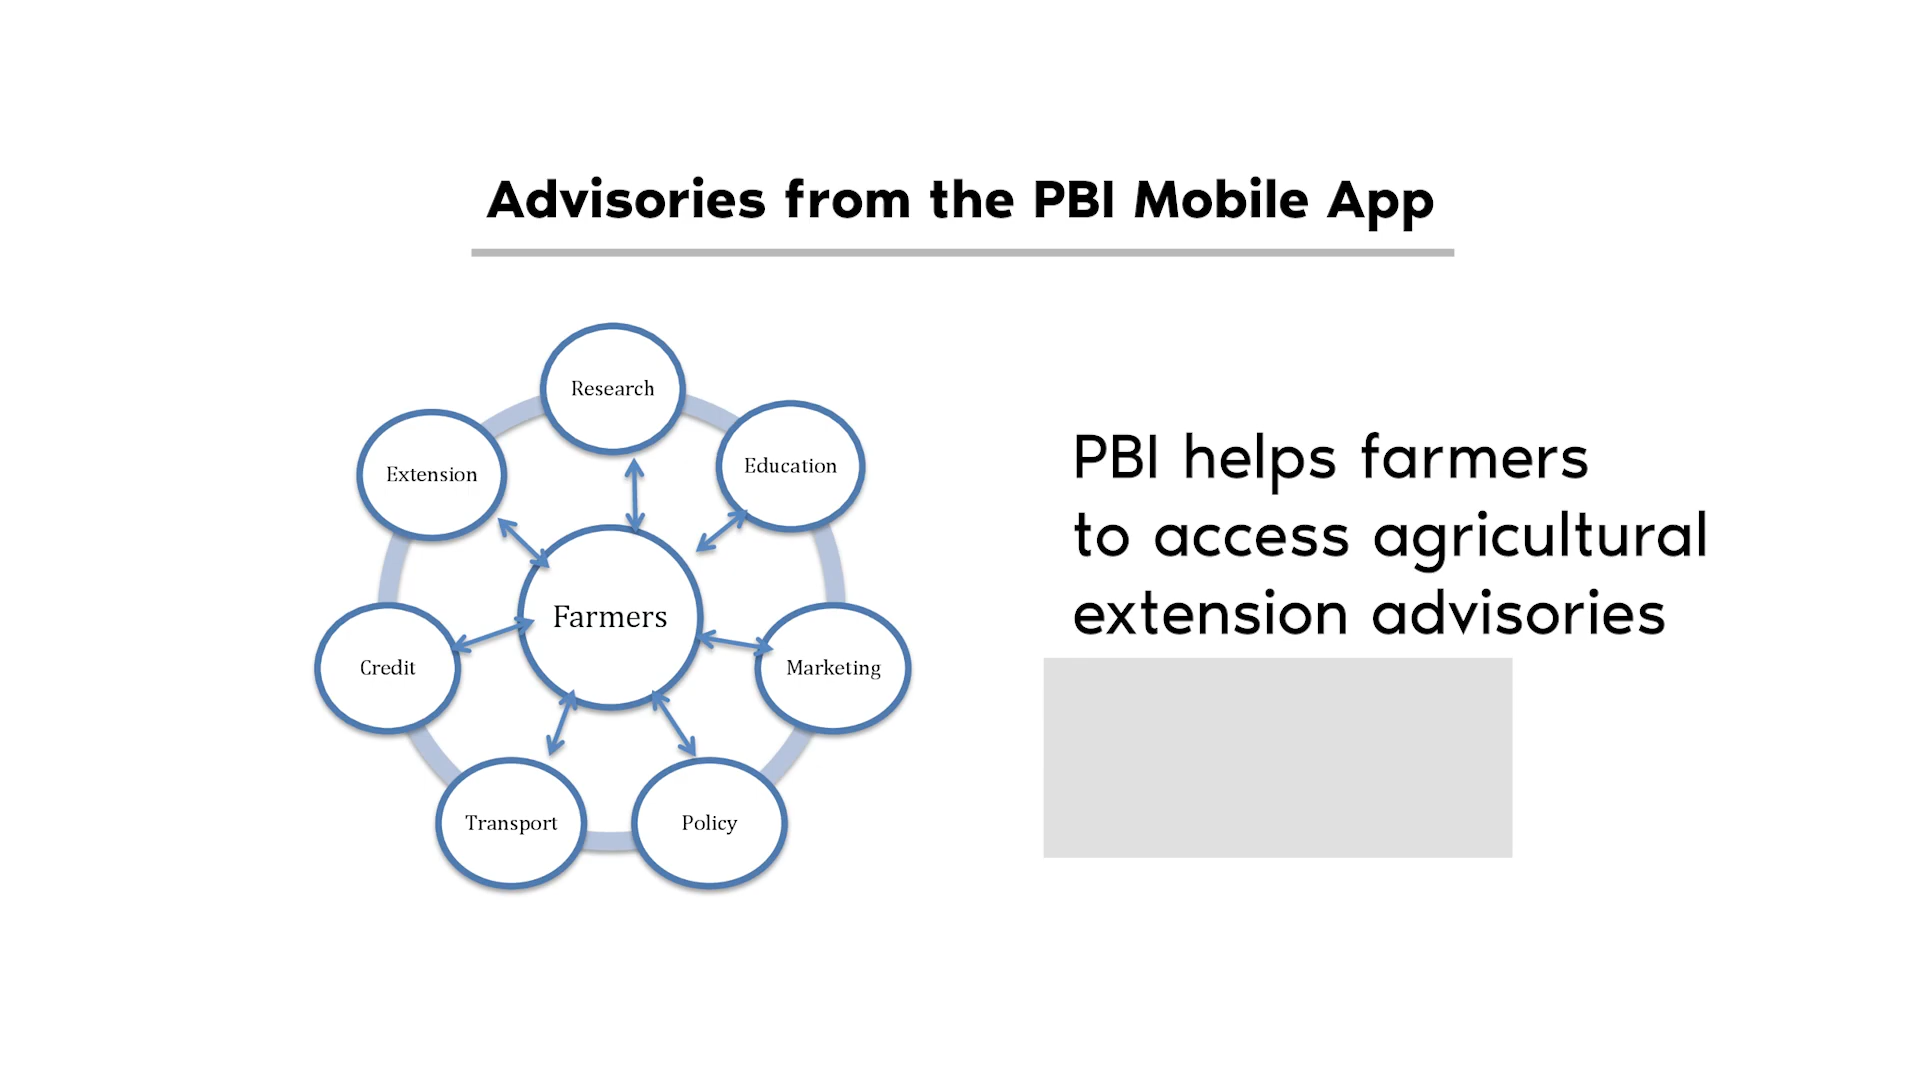 Advisories from the PBI Mobile App
Research
Education
Extension
Farmers
Credit
Marketing
Transport
Policy
PBI helps farmers
to access agricultural
extension advisories